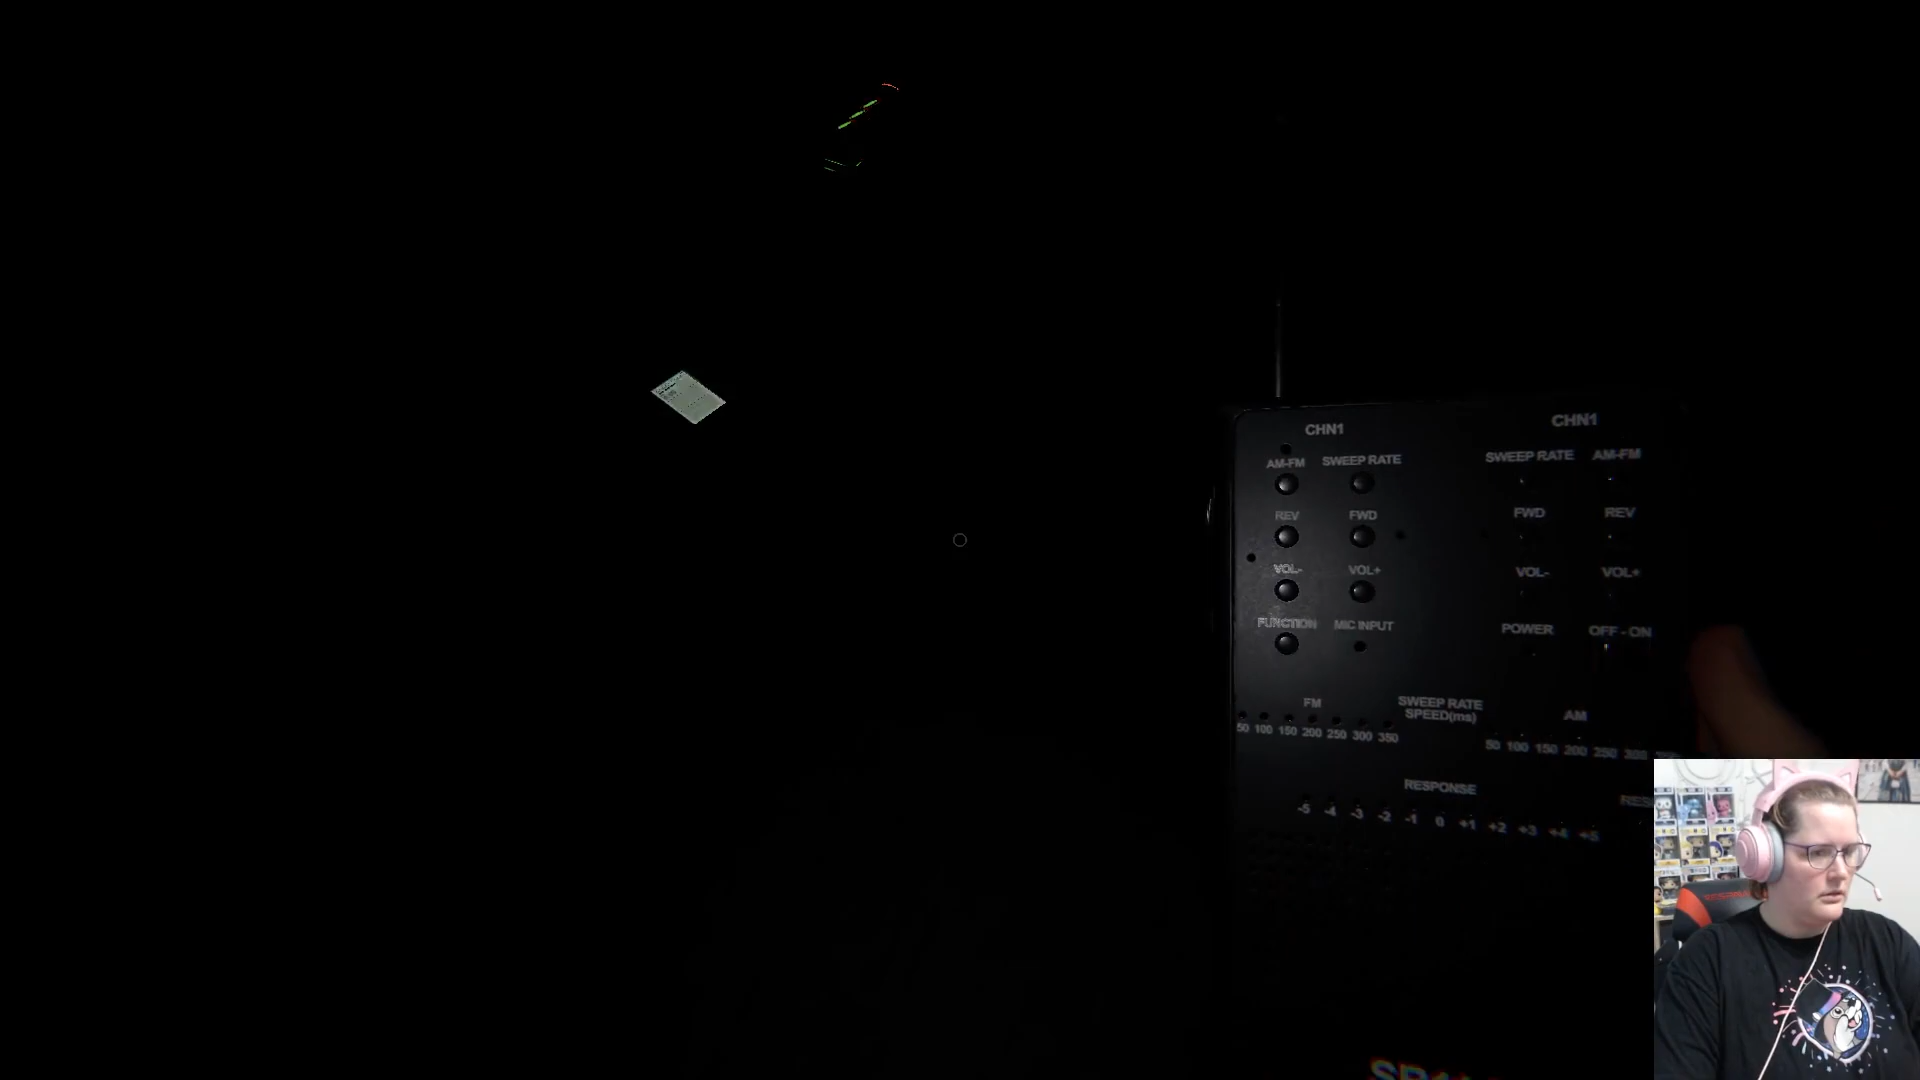 CHN1 CHN1
AM-FM SWEEP RATE SWEEP RATE AM-FM
REV FWD FWD REV
VOL- VOL+ VOL- VOL+
FUNCTION MIC INPUT POWER OFF - ON
FM SWEEP RATE AM
SPEED(ms)
50 100 150 200 250 300 350 50 100 150 200 250 300
RESPONSE
-5 -4 -3 -2 -1 0 +1 +2 +3 +4 +5